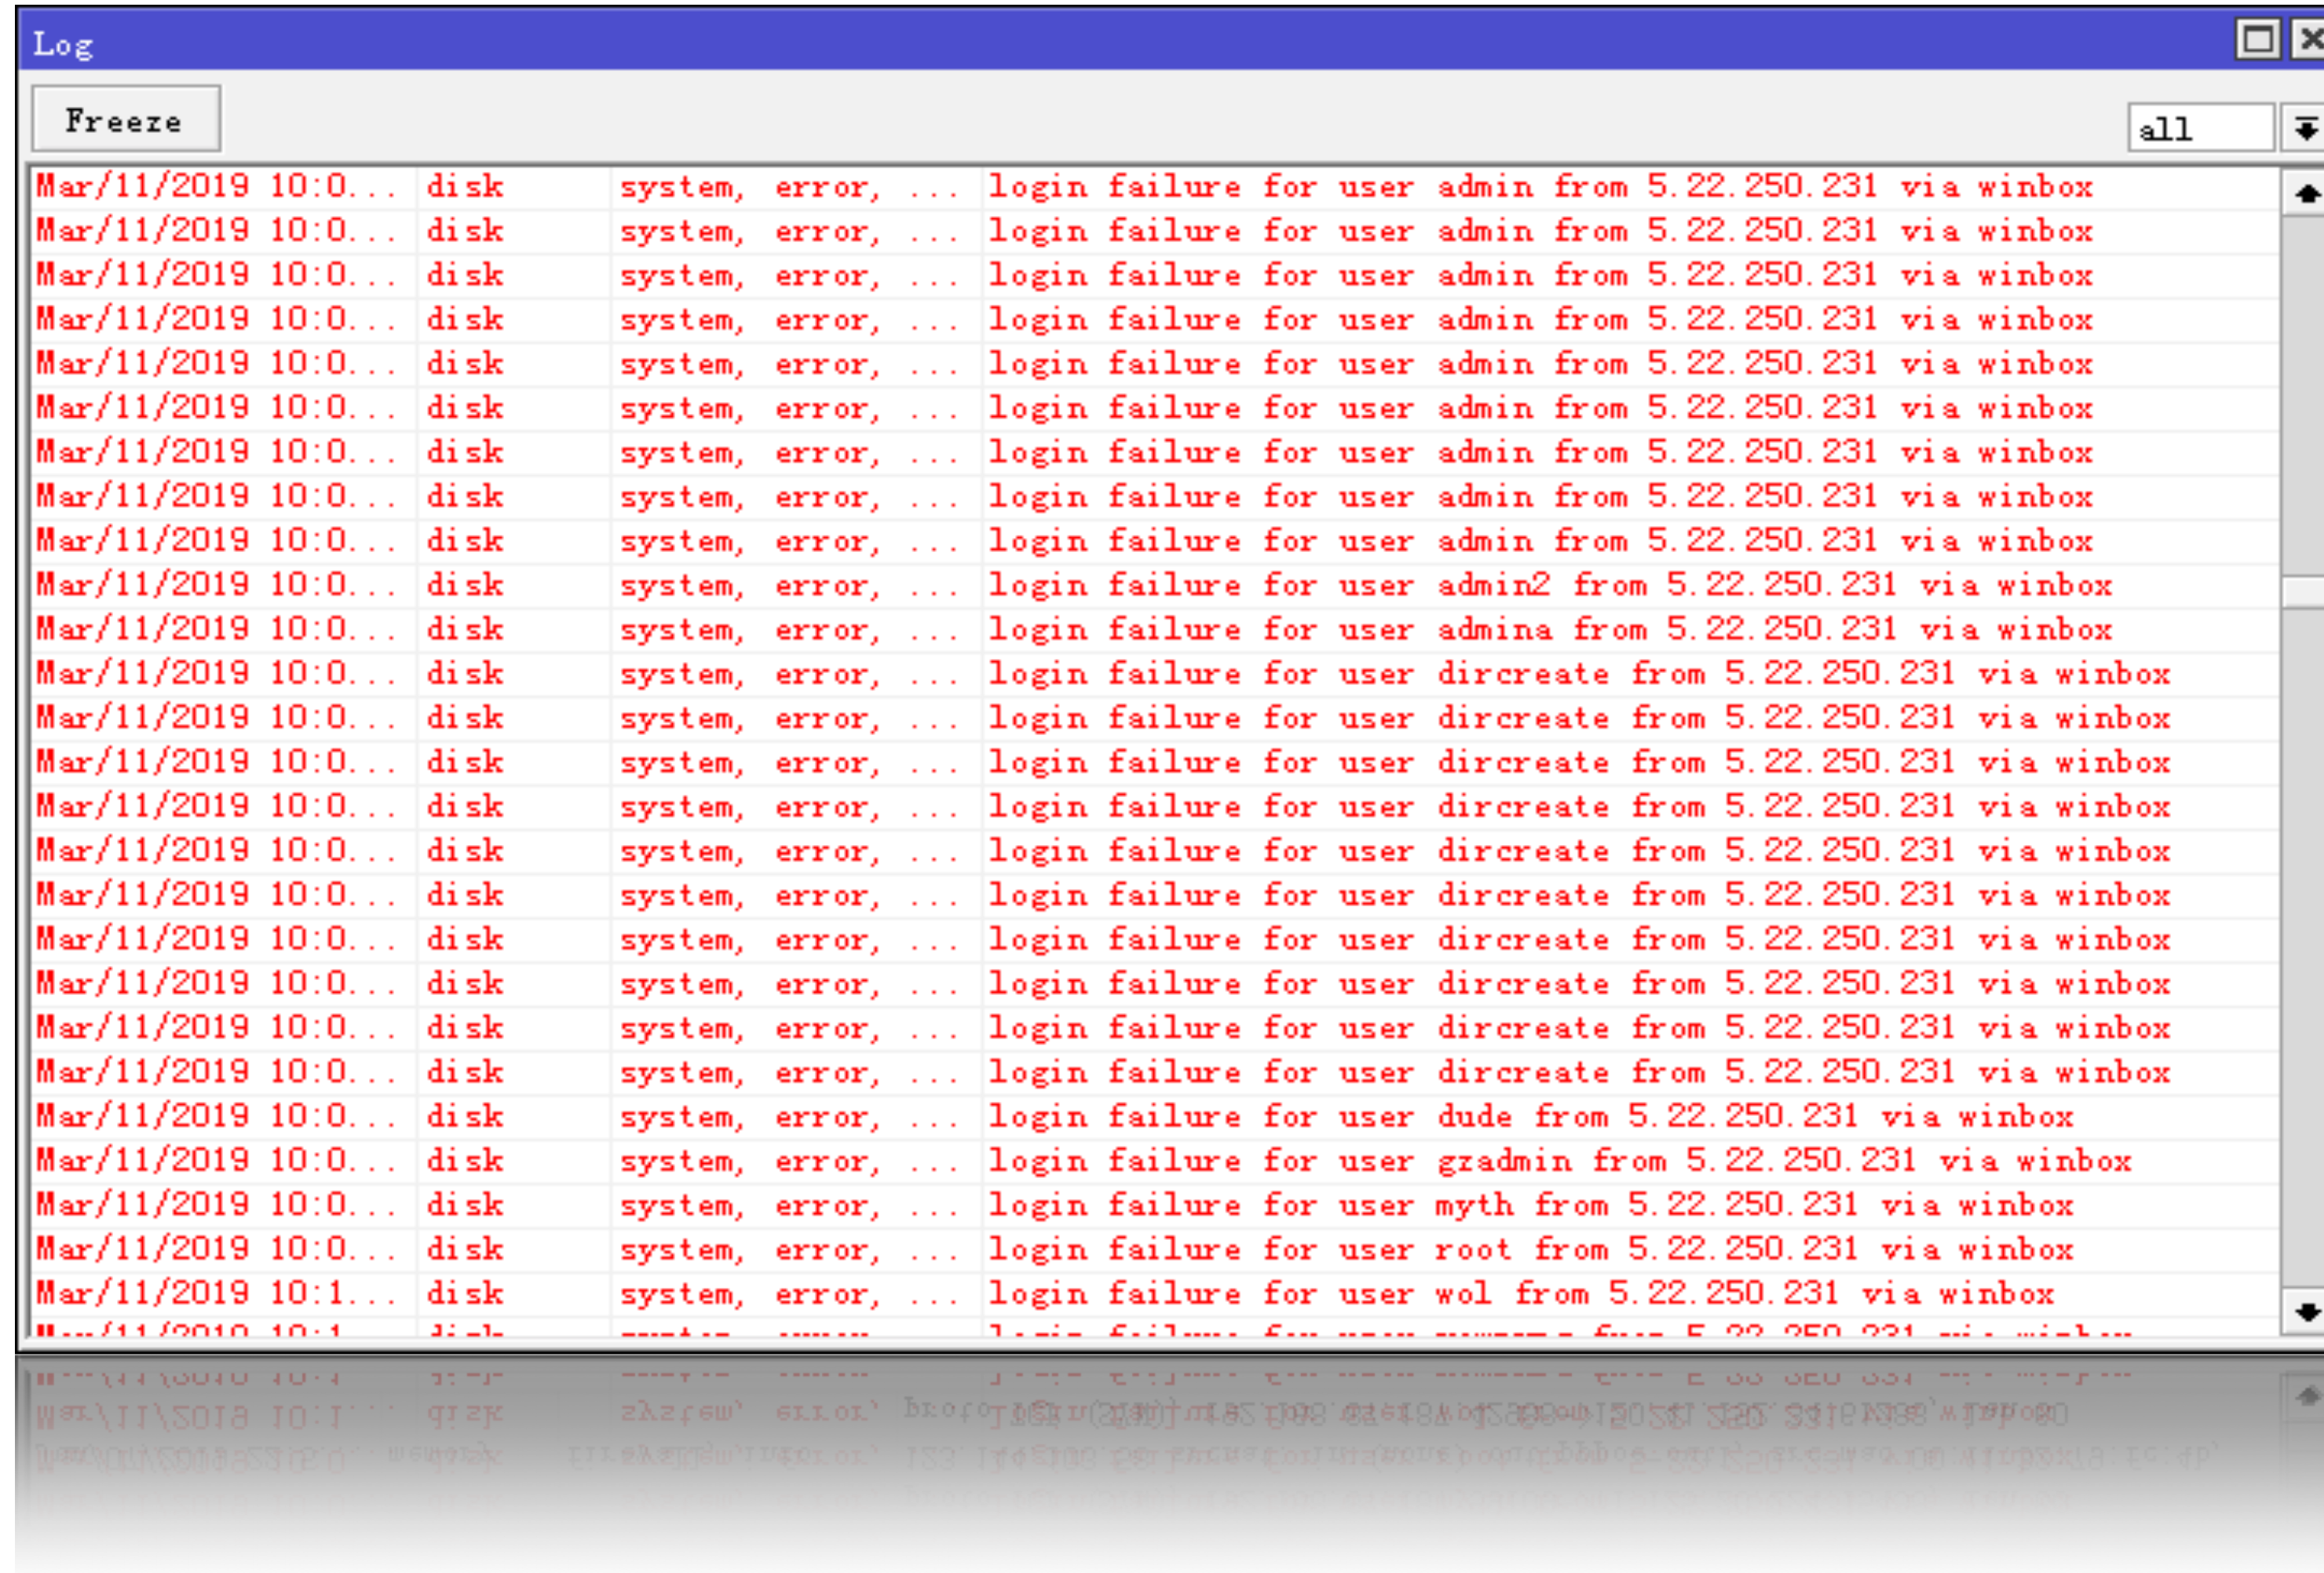 Log
Freeze
all
Mar/11/2019 10:0... disk system, error, ... login failure for user admin from 5.22.250.231 via winbox
Mar/11/2019 10:0... disk system, error, ... login failure for user admin from 5.22.250.231 via winbox
Mar/11/2019 10:0... disk system, error, ... login failure for user admin from 5.22.250.231 via winbox
Mar/11/2019 10:0... disk system, error, ... login failure for user admin from 5.22.250.231 via winbox
Mar/11/2019 10:0... disk system, error, ... login failure for user admin from 5.22.250.231 via winbox
Mar/11/2019 10:0... disk system, error, ... login failure for user admin from 5.22.250.231 via winbox
Mar/11/2019 10:0... disk system, error, ... login failure for user admin from 5.22.250.231 via winbox
Mar/11/2019 10:0... disk system, error, ... login failure for user admin from 5.22.250.231 via winbox
Mar/11/2019 10:0... disk system, error, ... login failure for user admin from 5.22.250.231 via winbox
Mar/11/2019 10:0... disk system, error, ... login failure for user admin2 from 5.22.250.231 via winbox
Mar/11/2019 10:0... disk system, error, ... login failure for user admina from 5.22.250.231 via winbox
Mar/11/2019 10:0... disk system, error, ... login failure for user dircreate from 5.22.250.231 via winbox
Mar/11/2019 10:0... disk system, error, ... login failure for user dircreate from 5.22.250.231 via winbox
Mar/11/2019 10:0... disk system, error, ... login failure for user dircreate from 5.22.250.231 via winbox
Mar/11/2019 10:0... disk system, error, ... login failure for user dircreate from 5.22.250.231 via winbox
Mar/11/2019 10:0... disk system, error, ... login failure for user dircreate from 5.22.250.231 via winbox
Mar/11/2019 10:0... disk system, error, ... login failure for user dircreate from 5.22.250.231 via winbox
Mar/11/2019 10:0... disk system, error, ... login failure for user dircreate from 5.22.250.231 via winbox
Mar/11/2019 10:0... disk system, error, ... login failure for user dircreate from 5.22.250.231 via winbox
Mar/11/2019 10:0... disk system, error, ... login failure for user dircreate from 5.22.250.231 via winbox
Mar/11/2019 10:0... disk system, error, ... login failure for user dircreate from 5.22.250.231 via winbox
Mar/11/2019 10:0... disk system, error, ... login failure for user dude from 5.22.250.231 via winbox
Mar/11/2019 10:0... disk system, error, ... login failure for user gzadmin from 5.22.250.231 via winbox
Mar/11/2019 10:0... disk system, error, ... login failure for user myth from 5.22.250.231 via winbox
Mar/11/2019 10:0... disk system, error, ... login failure for user root from 5.22.250.231 via winbox
Mar/11/2019 10:1... disk system, error, ... login failure for user wol from 5.22.250.231 via winbox